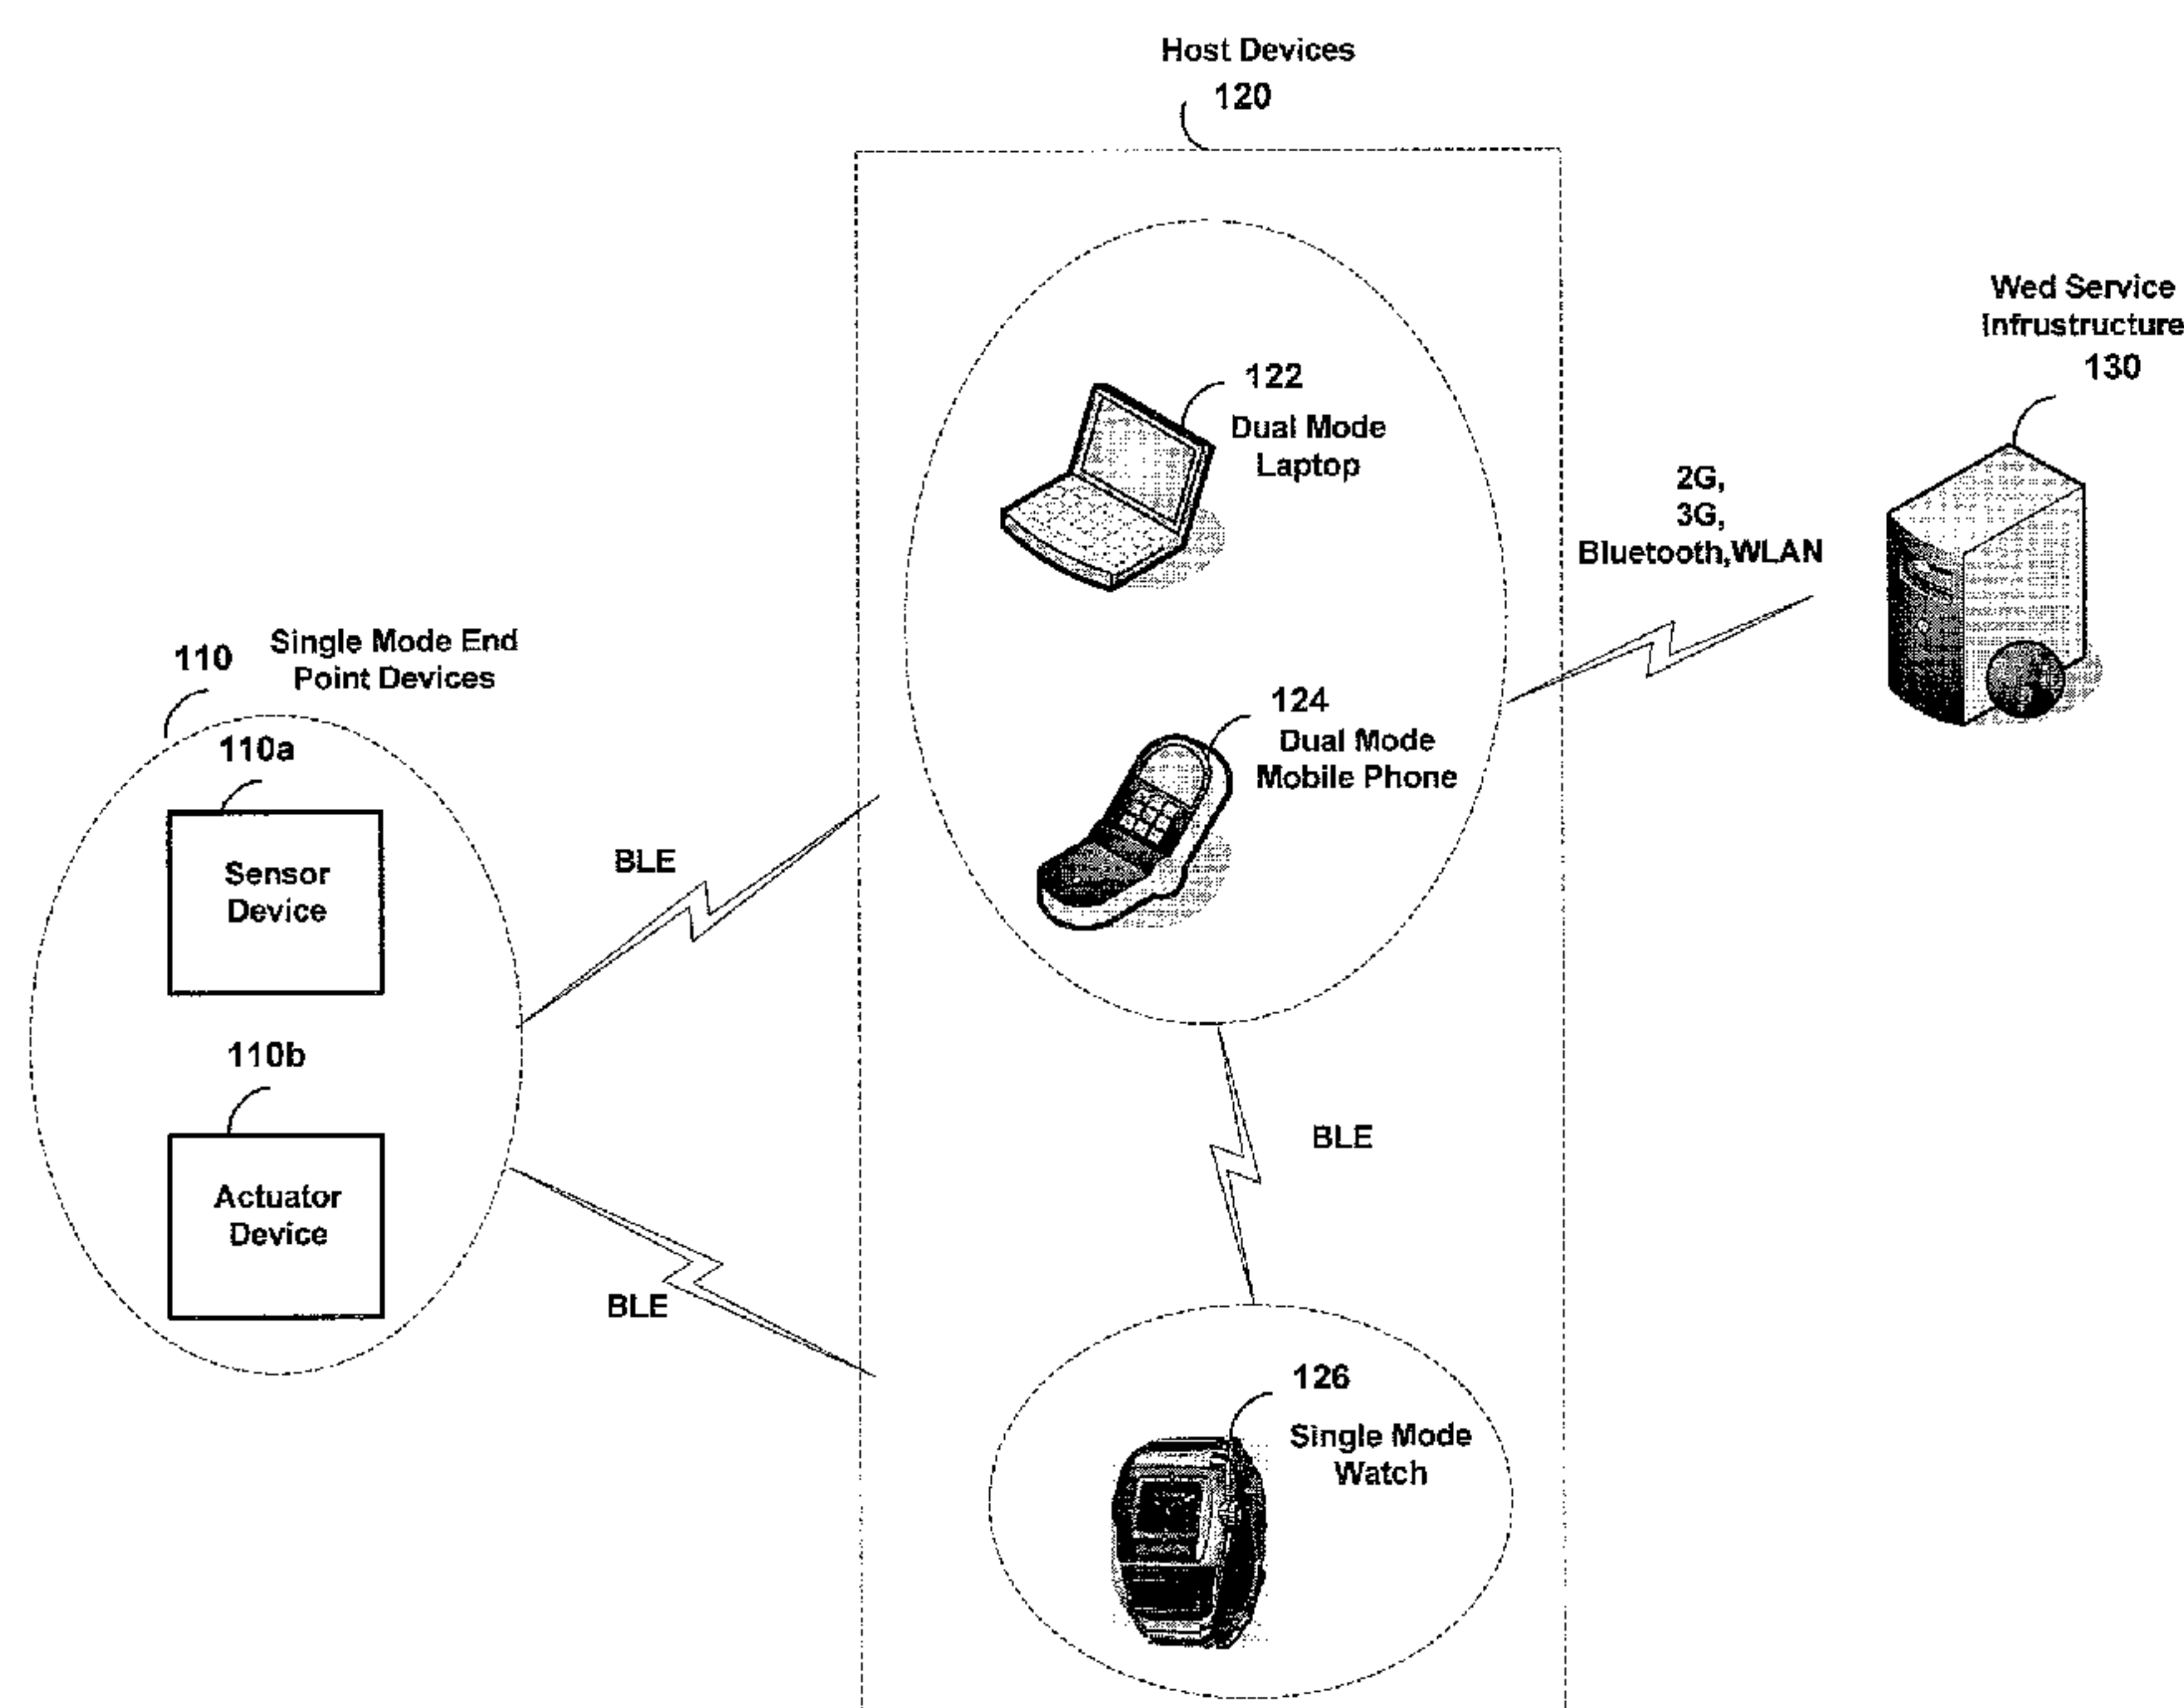 Host Devices
120
Wed Service
Infrustructure
130
122
Dual Mode
Laptop
2G,
3G,
Bluetooth,WLAN
110
Single Mode End
Point Devices
124
Dual Mode
Mobile Phone
110a
Sensor
Device
BLE
110b
BLE
Actuator
Device
BLE
126
Single Mode
Watch